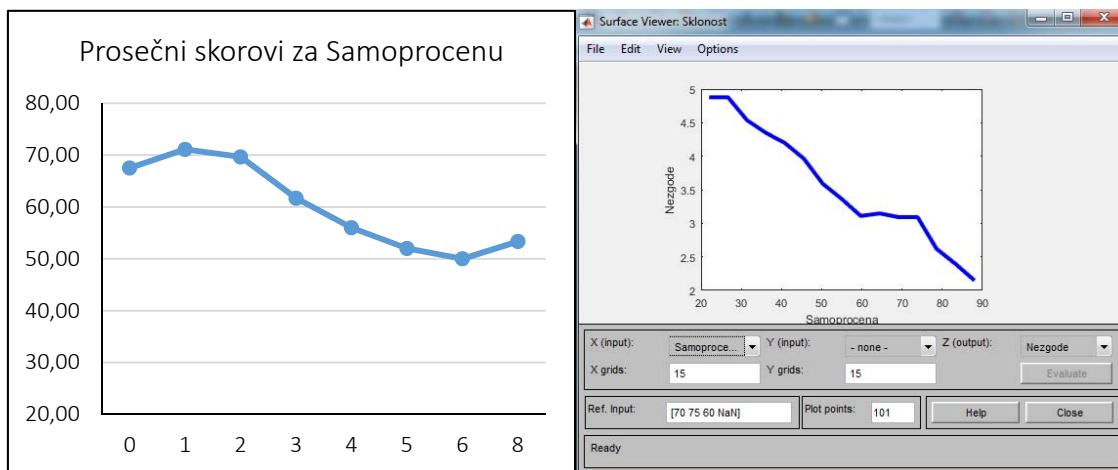 Prosečni skorovi za Samoprocenu
80,00
70,00
60,00
50,00
40,00
30,00
20,00
0 1 2 3 4 5 6 8
Surface Viewer: Sklonost
File Edit View Options
5
4.5
4
3.5
3
2.5
2
Nezgode
20 30 40 50 60 70 80 90
Samoprocena
X (input): Samoproce... Y (input): - none - Z (output): Nezgode
X grids: 15 Y grids: 15 Evaluate
Ref. Input: [70 75 60 NaN] Plot points: 101 Help Close
Ready